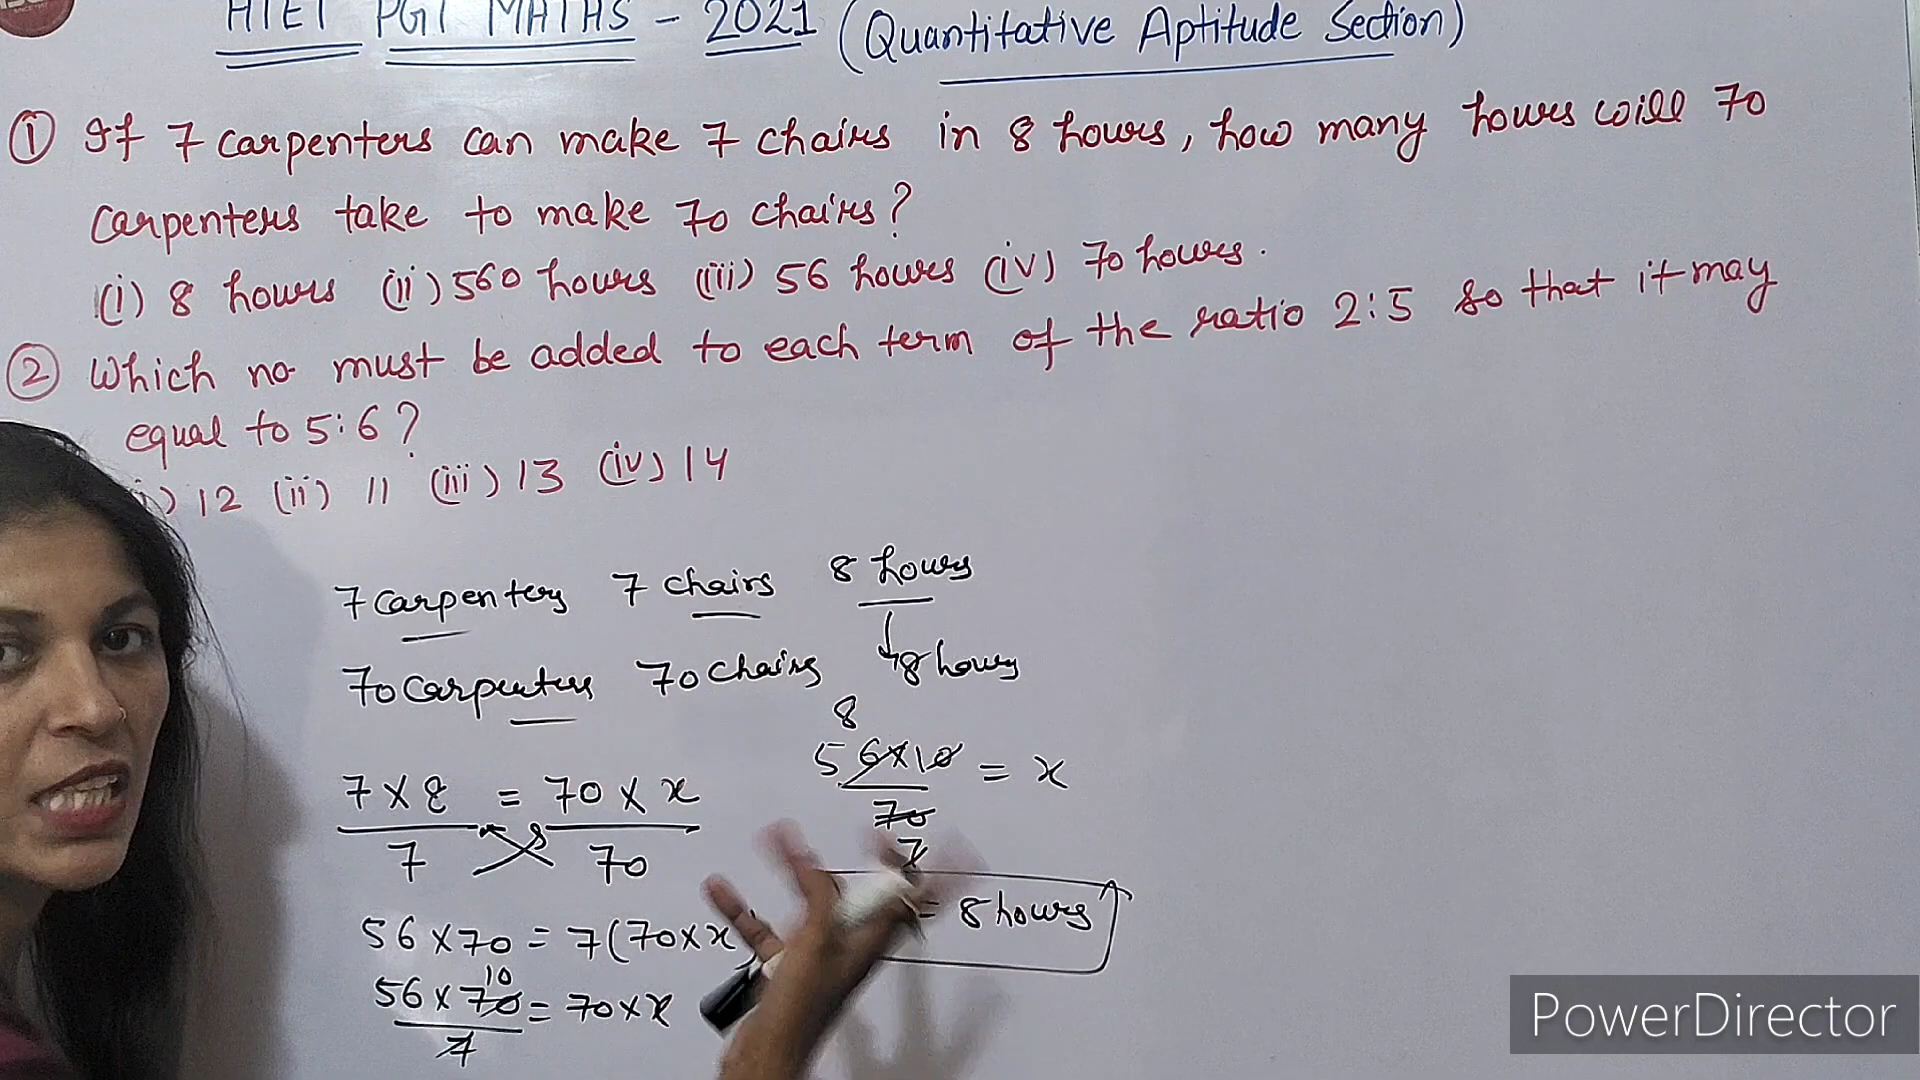 HTET PGT MATHS - 2021 (Quantitative Aptitude Section)
① If 7 carpenters can make 7 chairs in 8 hours, how many hours will 70
carpenters take to make 70 chairs?
(i) 8 hours (ii) 560 hours (iii) 56 hours (iv) 70 hours.
② Which no. must be added to each term of the ratio 2:5 so that it may
equal to 5:6?
i) 12 (ii) 11 (iii) 13 (iv) 14
7 carpenters 7 chairs 8 hours
70 carpenters 70 chairs 8 hours
7 × 8 = 70 × x
7 70
56 × 70 = 7(70 × x
10
56 × 70 = 70 × x
7
8
56 × 10 = x
70
7
= 8 hours
PowerDirector